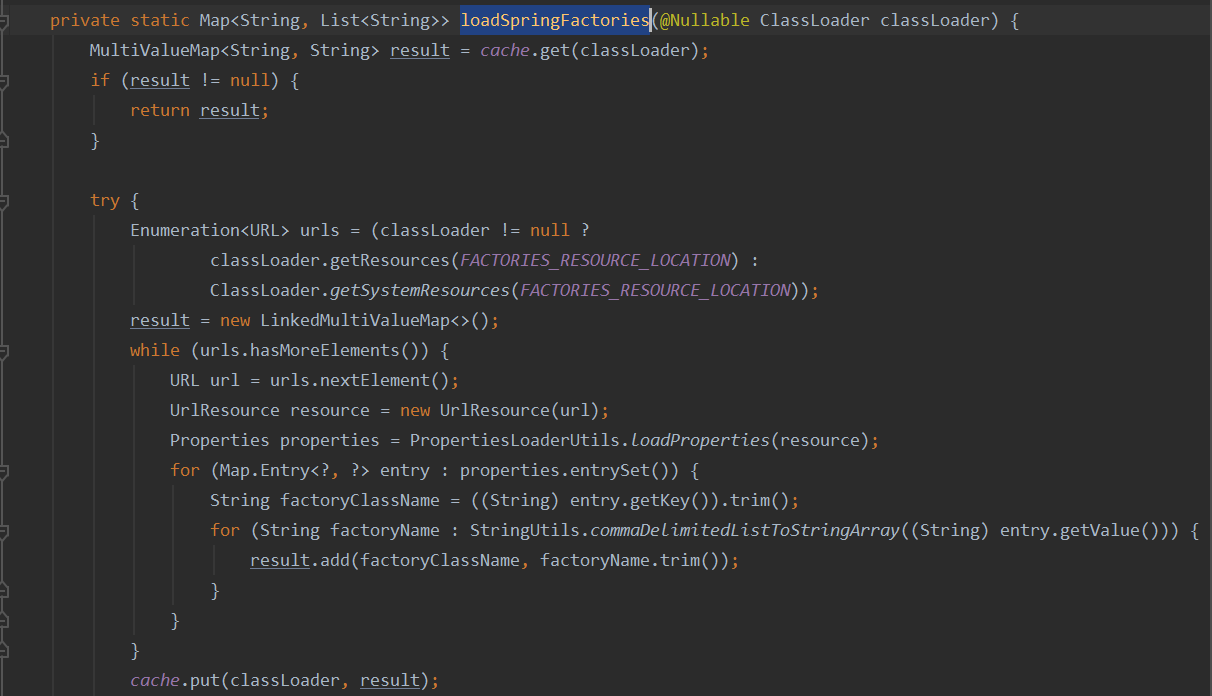 private static Map<String, List<String>> loadSpringFactories(@Nullable ClassLoader classLoader) {
MultiValueMap<String, String> result = cache.get(classLoader);
if (result != null) {
return result;
}
try {
Enumeration<URL> urls = (classLoader != null ?
classLoader.getResources(FACTORIES_RESOURCE_LOCATION) :
ClassLoader.getSystemResources(FACTORIES_RESOURCE_LOCATION));
result = new LinkedMultiValueMap<>();
while (urls.hasMoreElements()) {
URL url = urls.nextElement();
UrlResource resource = new UrlResource(url);
Properties properties = PropertiesLoaderUtils.loadProperties(resource);
for (Map.Entry<?, ?> entry : properties.entrySet()) {
String factoryClassName = ((String) entry.getKey()).trim();
for (String factoryName : StringUtils.commaDelimitedListToStringArray((String) entry.getValue())) {
result.add(factoryClassName, factoryName.trim());
}
}
}
cache.put(classLoader, result);